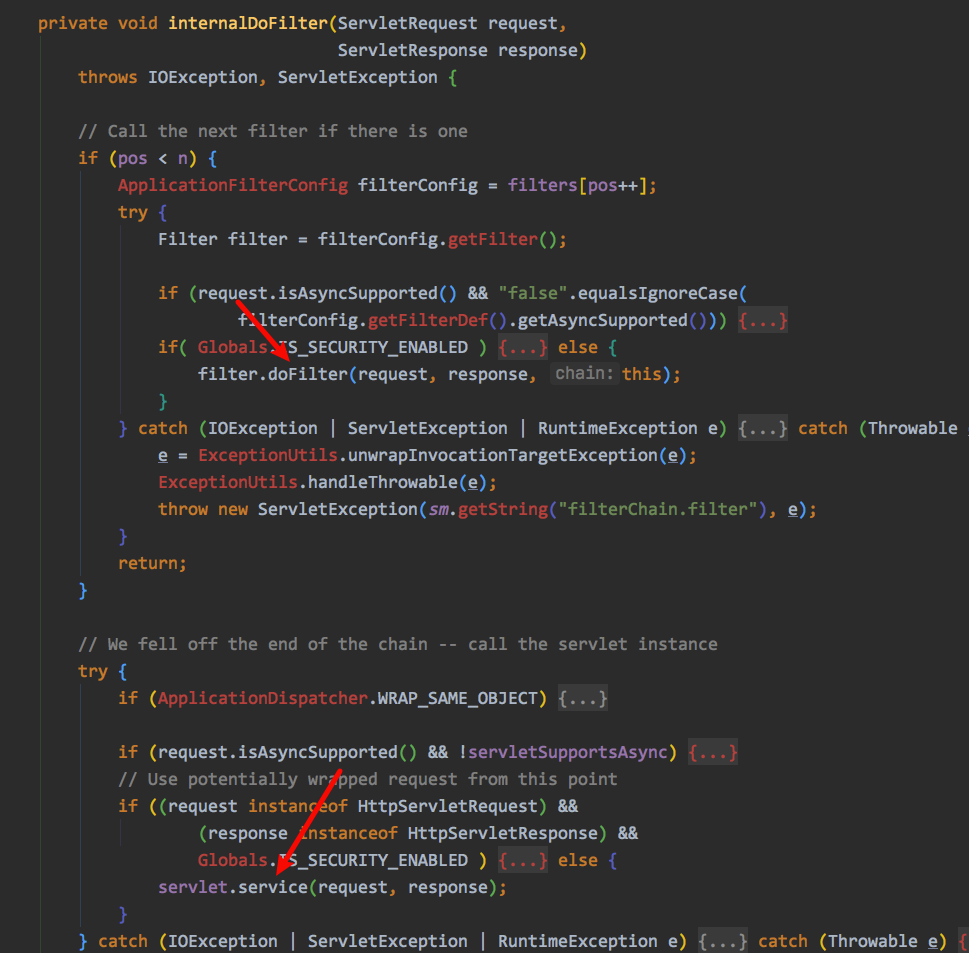 private void internalDoFilter(ServletRequest request,
                              ServletResponse response)
    throws IOException, ServletException {

    // Call the next filter if there is one
    if (pos < n) {
        ApplicationFilterConfig filterConfig = filters[pos++];
        try {
            Filter filter = filterConfig.getFilter();

            if (request.isAsyncSupported() && "false".equalsIgnoreCase(
                    filterConfig.getFilterDef().getAsyncSupported())) {...}
            if( Globals.IS_SECURITY_ENABLED ) {...} else {
                filter.doFilter(request, response, chain: this);
            }
        } catch (IOException | ServletException | RuntimeException e) {...} catch (Throwable
            e = ExceptionUtils.unwrapInvocationTargetException(e);
            ExceptionUtils.handleThrowable(e);
            throw new ServletException(sm.getString("filterChain.filter"), e);
        }
        return;
    }

    // We fell off the end of the chain -- call the servlet instance
    try {
        if (ApplicationDispatcher.WRAP_SAME_OBJECT) {...}

        if (request.isAsyncSupported() && !servletSupportsAsync) {...}
        // Use potentially wrapped request from this point
        if ((request instanceof HttpServletRequest) &&
                (response instanceof HttpServletResponse) &&
                Globals.IS_SECURITY_ENABLED ) {...} else {
            servlet.service(request, response);
        }
    } catch (IOException | ServletException | RuntimeException e) {...} catch (Throwable e) {